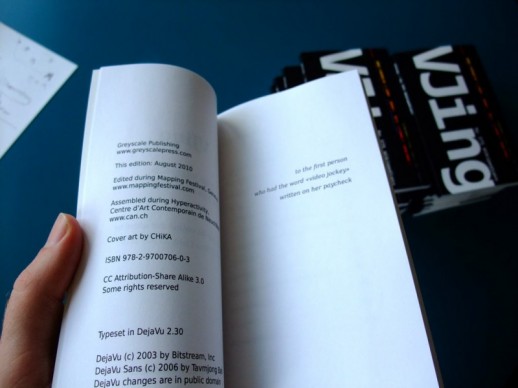 Greyscale Publishing
www.greyscalepress.com
This edition: August 2010
Edited during Mapping Festival,
www.mappingfestival.com
Assembled during Hyperactivity
Centre d'Art Contemporain de
www.can.ch
Cover art by CHiKA
ISBN 978-2-9700706-0-3
CC Attribution-Share Alike 3.0
Some rights reserved
Typeset in DejaVu 2.30
DejaVu (c) 2003 by Bitstream, Inc
DejaVu Sans (c) 2006 by Tavmjong
DejaVu changes are in public domain
to the first person
who had the word «video jockey»
written on her paycheck
VJing